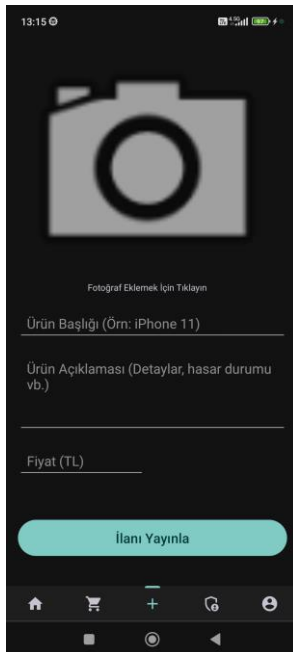 13:15
Fotoğraf Eklemek İçin Tıklayın
Ürün Başlığı (Örn: iPhone 11)
Ürün Açıklaması (Detaylar, hasar durumu
vb.)
Fiyat (TL)
İlanı Yayınla